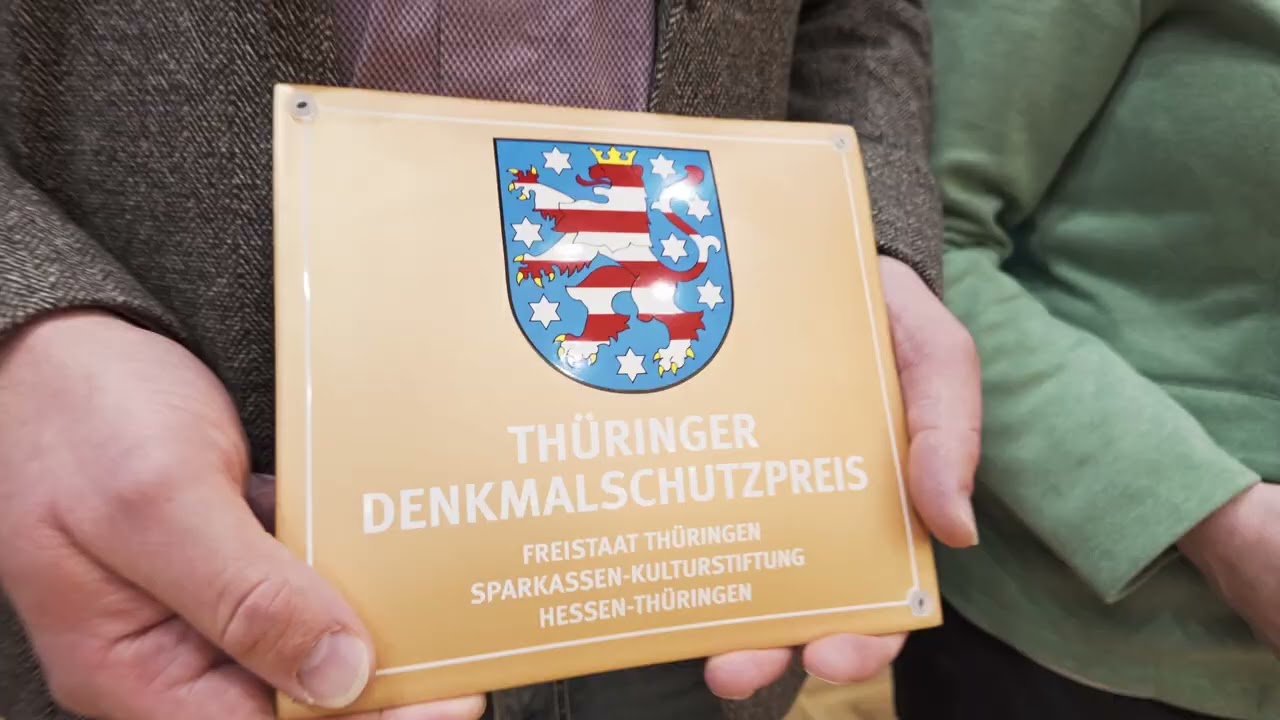 THÜRINGER
DENKMALSCHUTZPREIS
FREISTAAT THÜRINGEN
SPARKASSEN-KULTURSTIFTUNG
HESSEN-THÜRINGEN